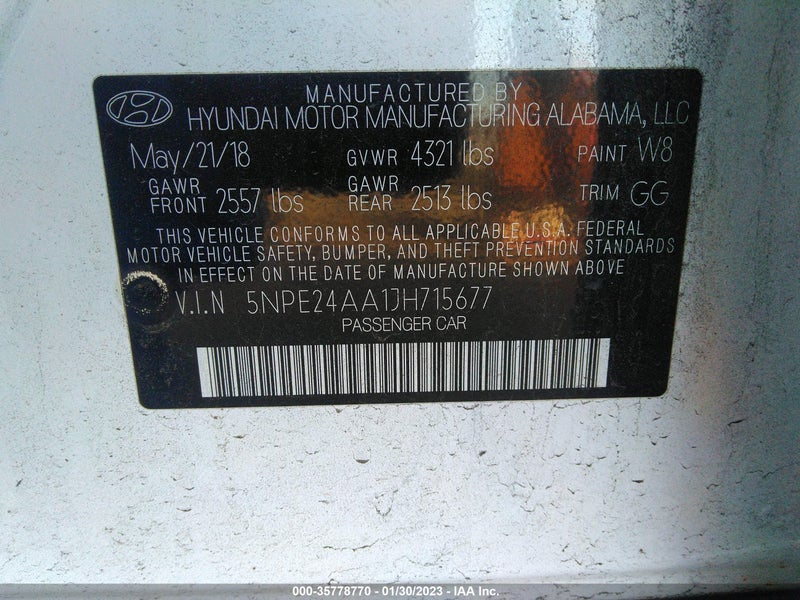 MANUFACTURED BY
HYUNDAI MOTOR MANUFACTURING ALABAMA, LLC
May/21/18 GVWR 4321 lbs PAINT W8
GAWR FRONT 2557 lbs GAWR REAR 2513 lbs TRIM GG
THIS VEHICLE CONFORMS TO ALL APPLICABLE U.S.A. FEDERAL
MOTOR VEHICLE SAFETY, BUMPER, AND THEFT PREVENTION STANDARDS
IN EFFECT ON THE DATE OF MANUFACTURE SHOWN ABOVE
V.I.N 5NPE24AA1JH715677
PASSENGER CAR
000-35778770 - 01/30/2023 - IAA Inc.